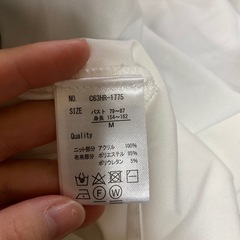 NO. C63HR-1775
SIZE バスト 79~87
身長 154~162
M
Quality
ニット部分 アクリル 100%
布帛部分 ポリエステル 95%
ポリウレタン 5%